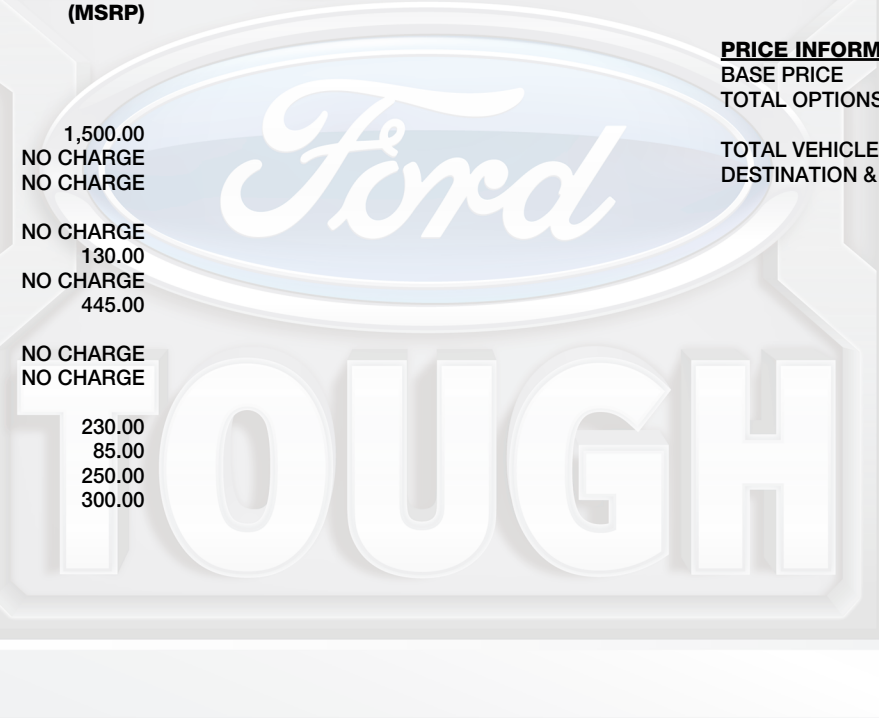 (MSRP)
1,500.00
NO CHARGE
NO CHARGE
NO CHARGE
130.00
NO CHARGE
445.00
NO CHARGE
NO CHARGE
230.00
85.00
250.00
300.00
PRICE INFORM
BASE PRICE
TOTAL OPTIONS
TOTAL VEHICLE
DESTINATION &
Ford
TOUGH